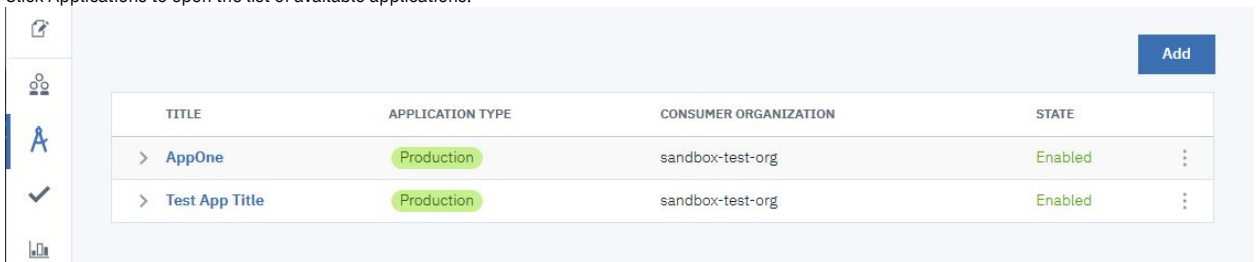 Click Applications to open the list of available applications.
Add
TITLE APPLICATION TYPE CONSUMER ORGANIZATION STATE
AppOne Production sandbox-test-org Enabled
Test App Title Production sandbox-test-org Enabled